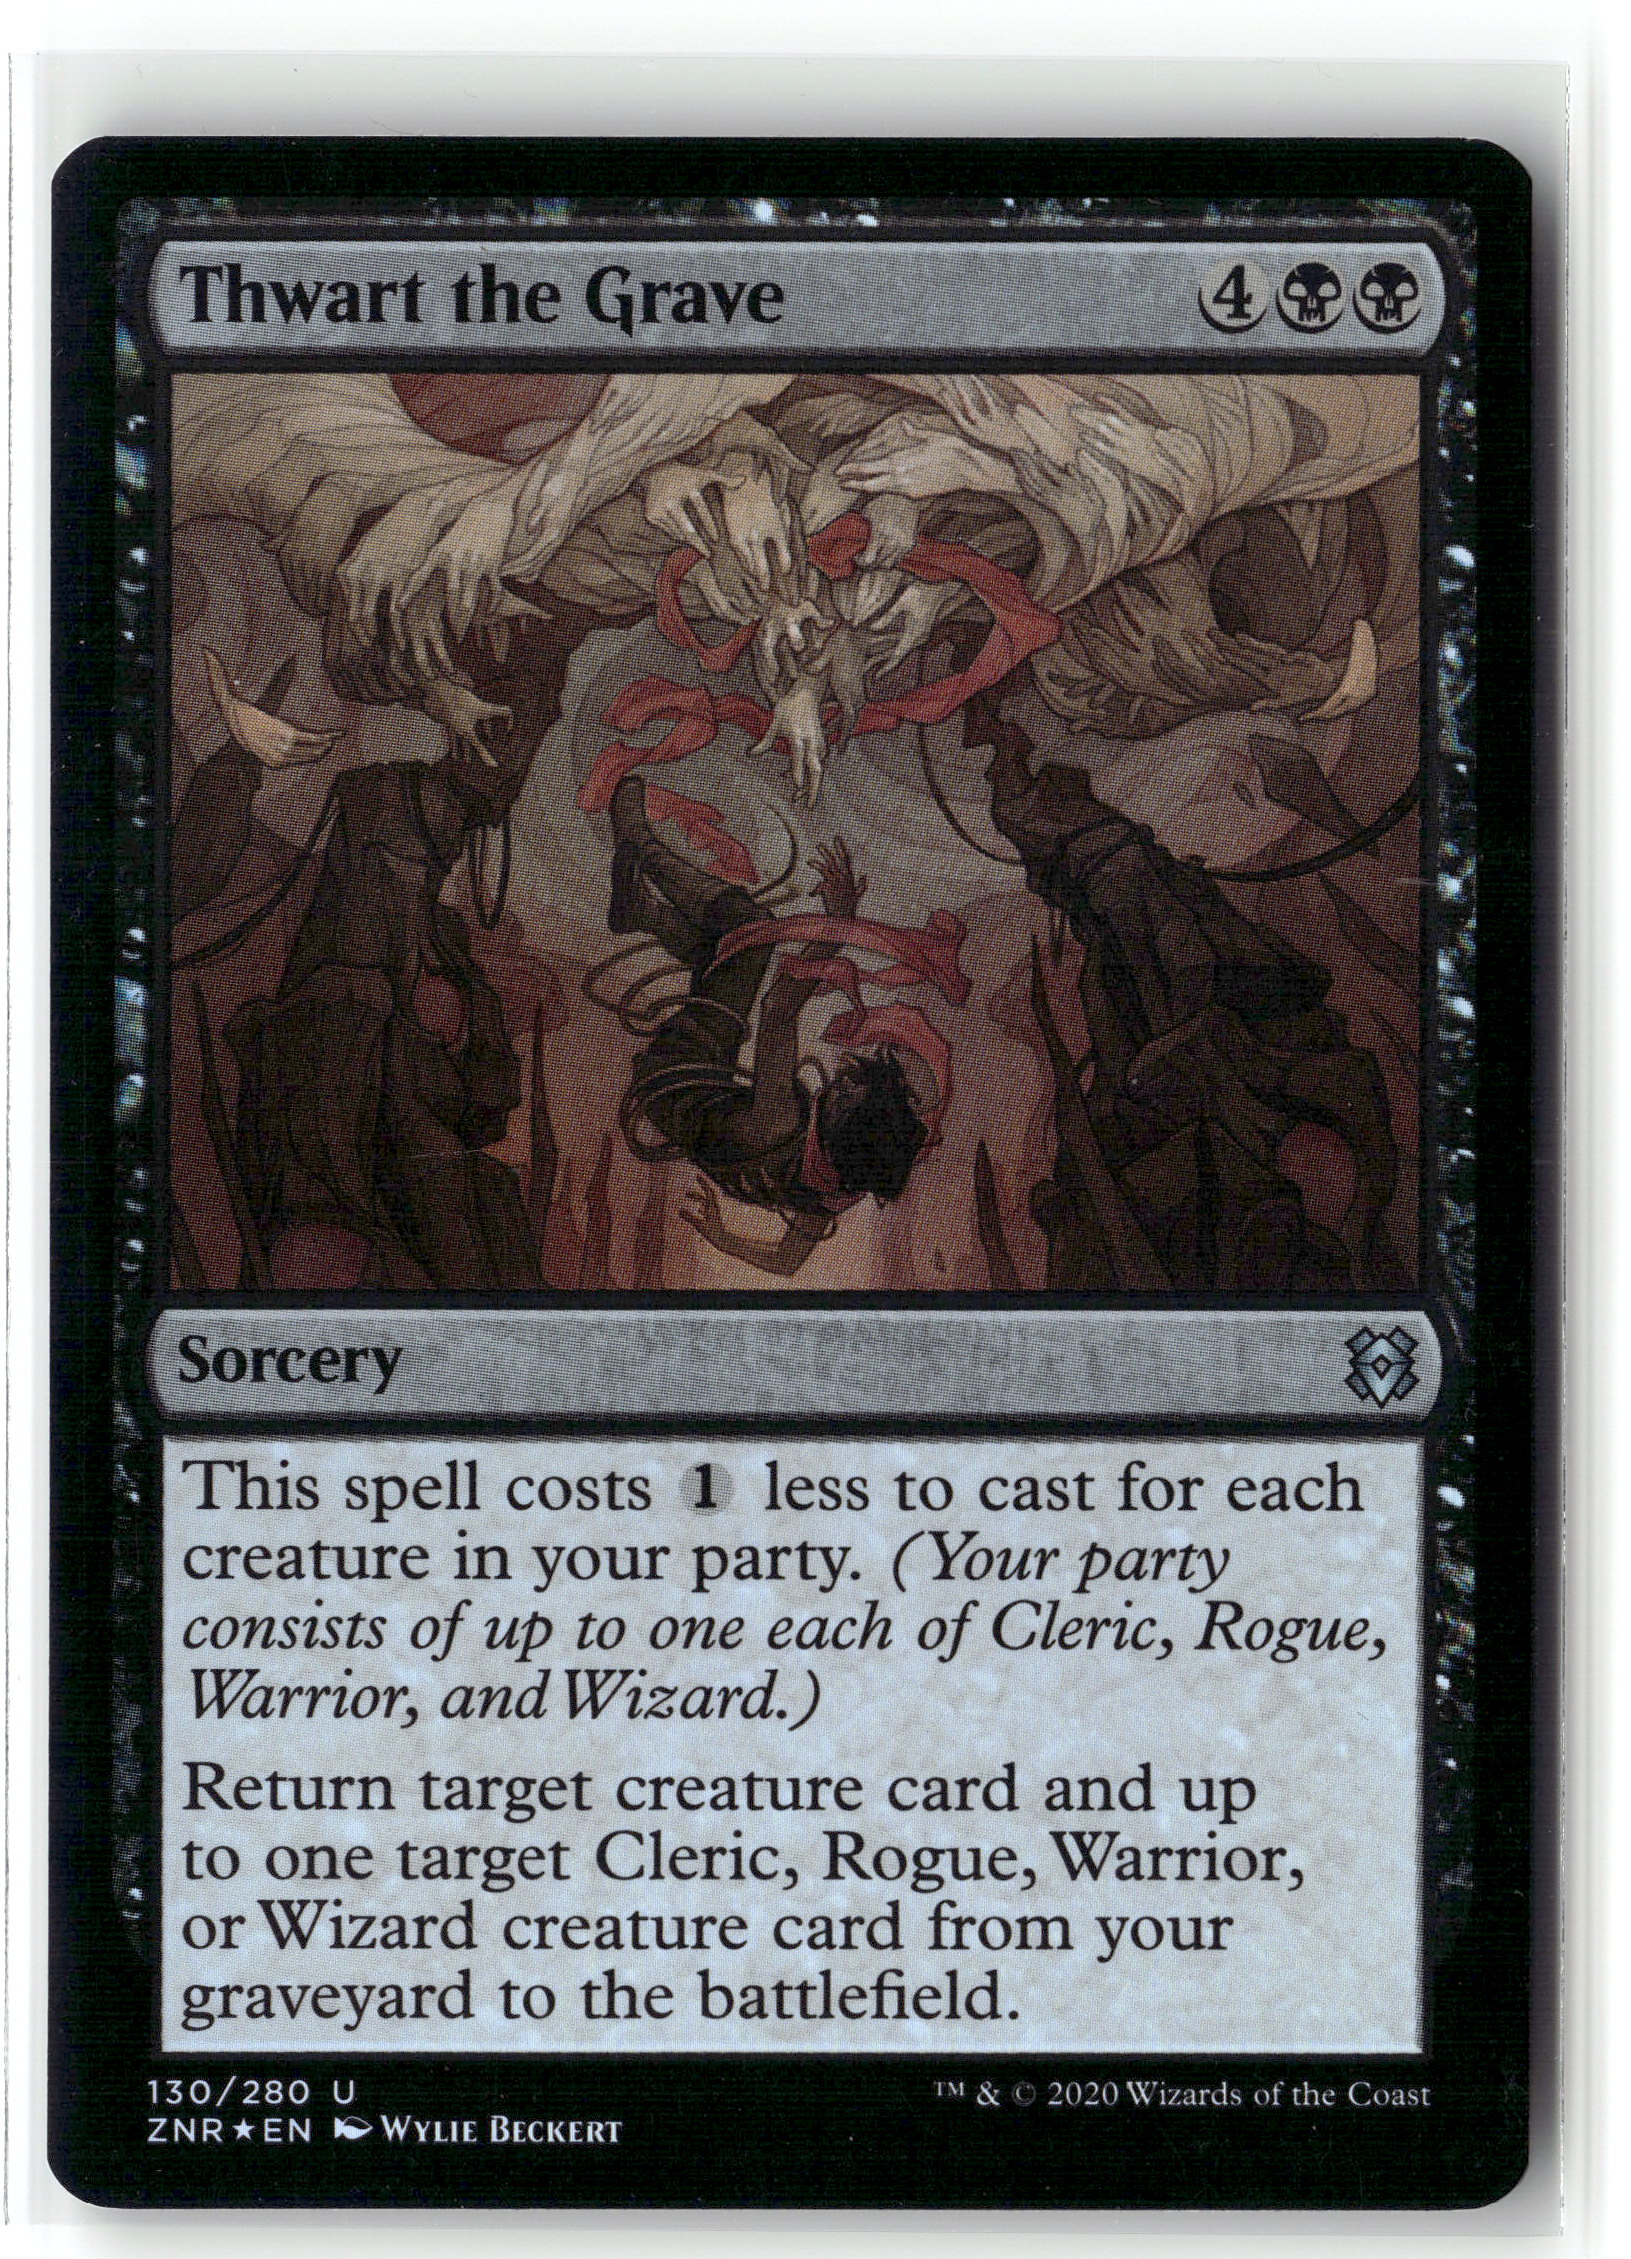 Thwart the Grave 4
Sorcery
This spell costs 1 less to cast for each
creature in your party. (Your party
consists of up to one each of Cleric, Rogue,
Warrior, and Wizard.)
Return target creature card and up
to one target Cleric, Rogue, Warrior,
or Wizard creature card from your
graveyard to the battlefield.
130/280 U
ZNR★EN Wylie Beckert
™ & © 2020 Wizards of the Coast